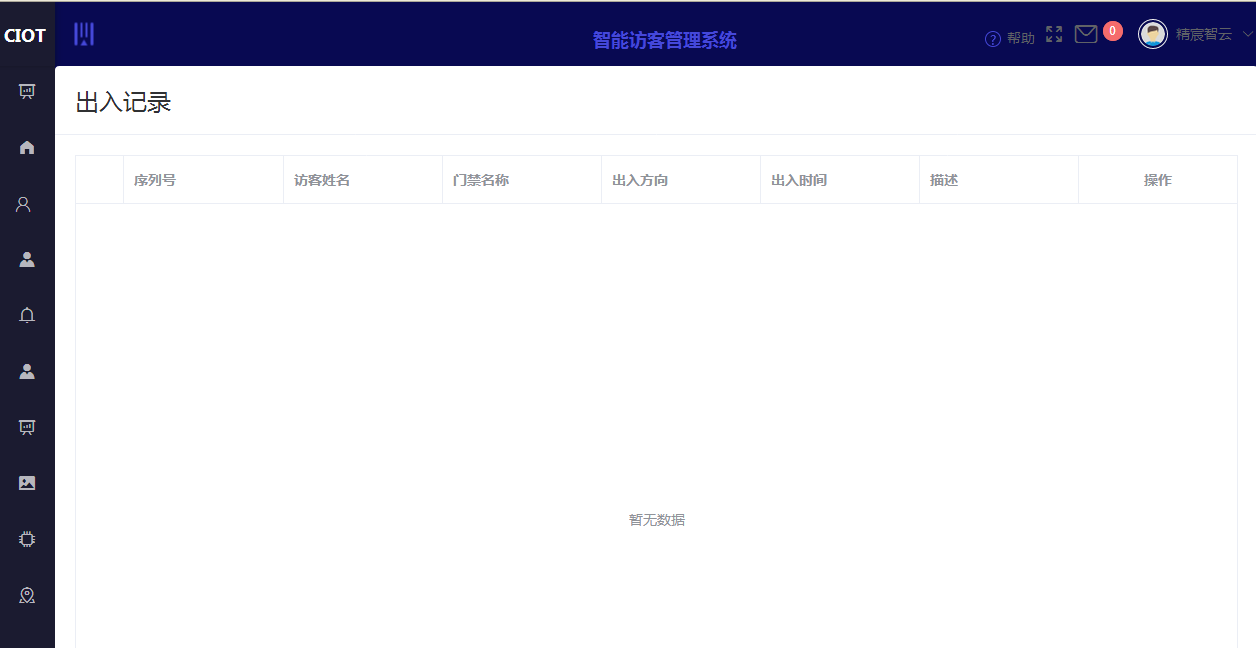 CIOT
智能访客管理系统
帮助
0
精宸智云
出入记录
序列号 访客姓名 门禁名称 出入方向 出入时间 描述 操作
暂无数据